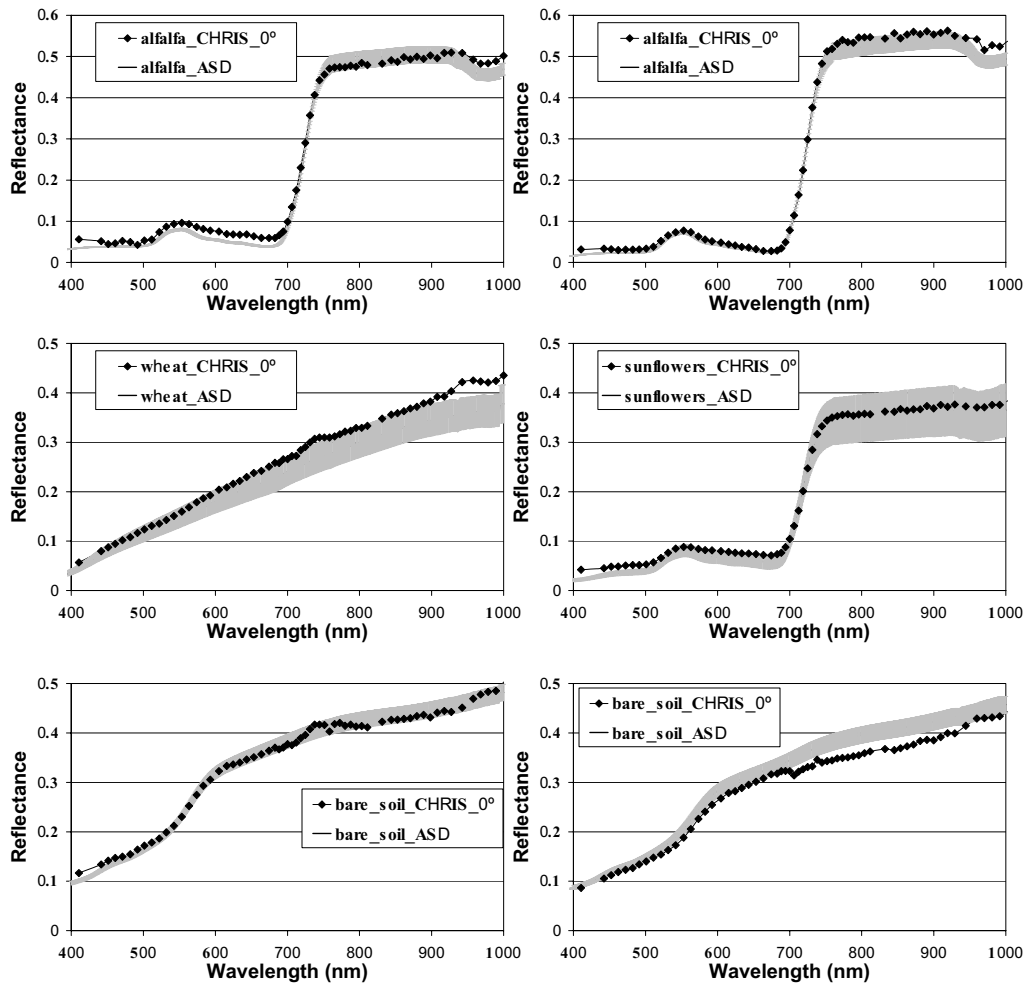 0.6
0.5
0.4
0.3
0.2
0.1
0
Reflectance
alfalfa_CHRIS_0º
alfalfa_ASD
400 500 600 700 800 900 1000
Wavelength (nm)
0.6
0.5
0.4
0.3
0.2
0.1
0
Reflectance
alfalfa_CHRIS_0º
alfalfa_ASD
400 500 600 700 800 900 1000
Wavelength (nm)
0.5
0.4
0.3
0.2
0.1
0
Reflectance
wheat_CHRIS_0º
wheat_ASD
400 500 600 700 800 900 1000
Wavelength (nm)
0.5
0.4
0.3
0.2
0.1
0
Reflectance
sunflowers_CHRIS_0º
sunflowers_ASD
400 500 600 700 800 900 1000
Wavelength (nm)
0.5
0.4
0.3
0.2
0.1
0
Reflectance
bare_soil_CHRIS_0º
bare_soil_ASD
400 500 600 700 800 900 1000
Wavelength (nm)
0.5
0.4
0.3
0.2
0.1
0
Reflectance
bare_soil_CHRIS_0º
bare_soil_ASD
400 500 600 700 800 900 1000
Wavelength (nm)